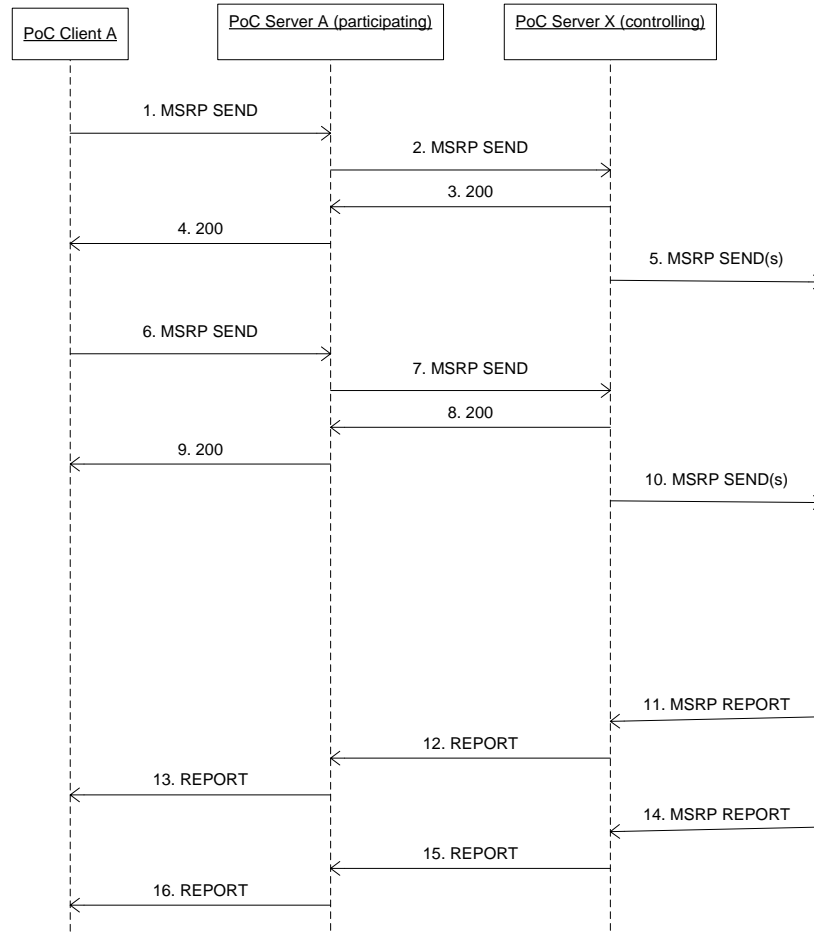 PoC Client A
PoC Server A (participating)
PoC Server X (controlling)
1. MSRP SEND
2. MSRP SEND
3. 200
4. 200
5. MSRP SEND(s)
6. MSRP SEND
7. MSRP SEND
8. 200
9. 200
10. MSRP SEND(s)
11. MSRP REPORT
12. REPORT
13. REPORT
14. MSRP REPORT
15. REPORT
16. REPORT